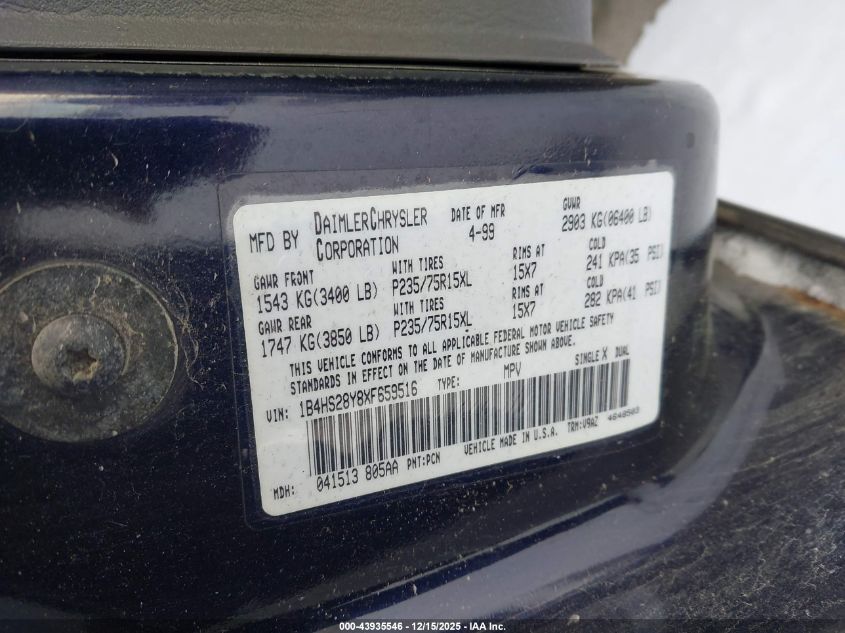 MFD BY DAIMLERCHRYSLER CORPORATION DATE OF MFR 4-99 GVWR 2903 KG(06400 LB)
GAWR FRONT WITH TIRES RIMS AT COLD
1543 KG(3400 LB) P235/75R15XL 15X7 241 KPA(35 PSI)
GAWR REAR WITH TIRES RIMS AT COLD
1747 KG(3850 LB) P235/75R15XL 15X7 282 KPA(41 PSI)
THIS VEHICLE CONFORMS TO ALL APPLICABLE FEDERAL MOTOR VEHICLE SAFETY
STANDARDS IN EFFECT ON THE DATE OF MANUFACTURE SHOWN ABOVE.
VIN: 1B4HS28Y8XF659516 TYPE: MPV SINGLE X DUAL
MDH: 041513 805AA PNT:PCN VEHICLE MADE IN U.S.A. TRM:V9AZ 4648503
000-43935546 - 12/15/2025 - IAA Inc.